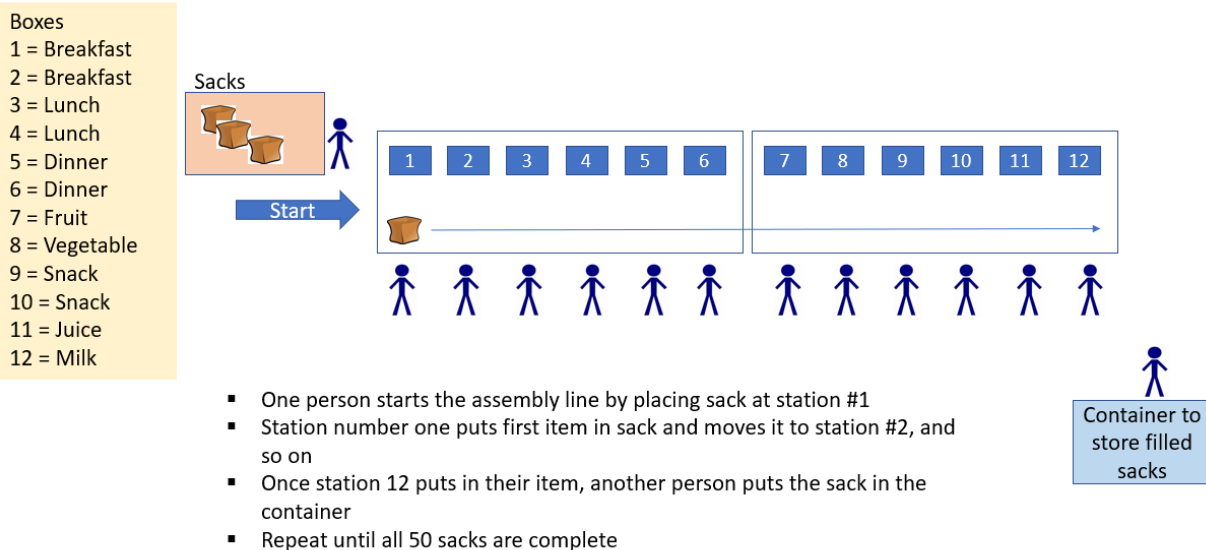 Boxes
1 = Breakfast
2 = Breakfast
3 = Lunch
4 = Lunch
5 = Dinner
6 = Dinner
7 = Fruit
8 = Vegetable
9 = Snack
10 = Snack
11 = Juice
12 = Milk
Sacks
Start
1 2 3 4 5 6 7 8 9 10 11 12
▪ One person starts the assembly line by placing sack at station #1
▪ Station number one puts first item in sack and moves it to station #2, and
so on
▪ Once station 12 puts in their item, another person puts the sack in the
container
▪ Repeat until all 50 sacks are complete
Container to
store filled
sacks